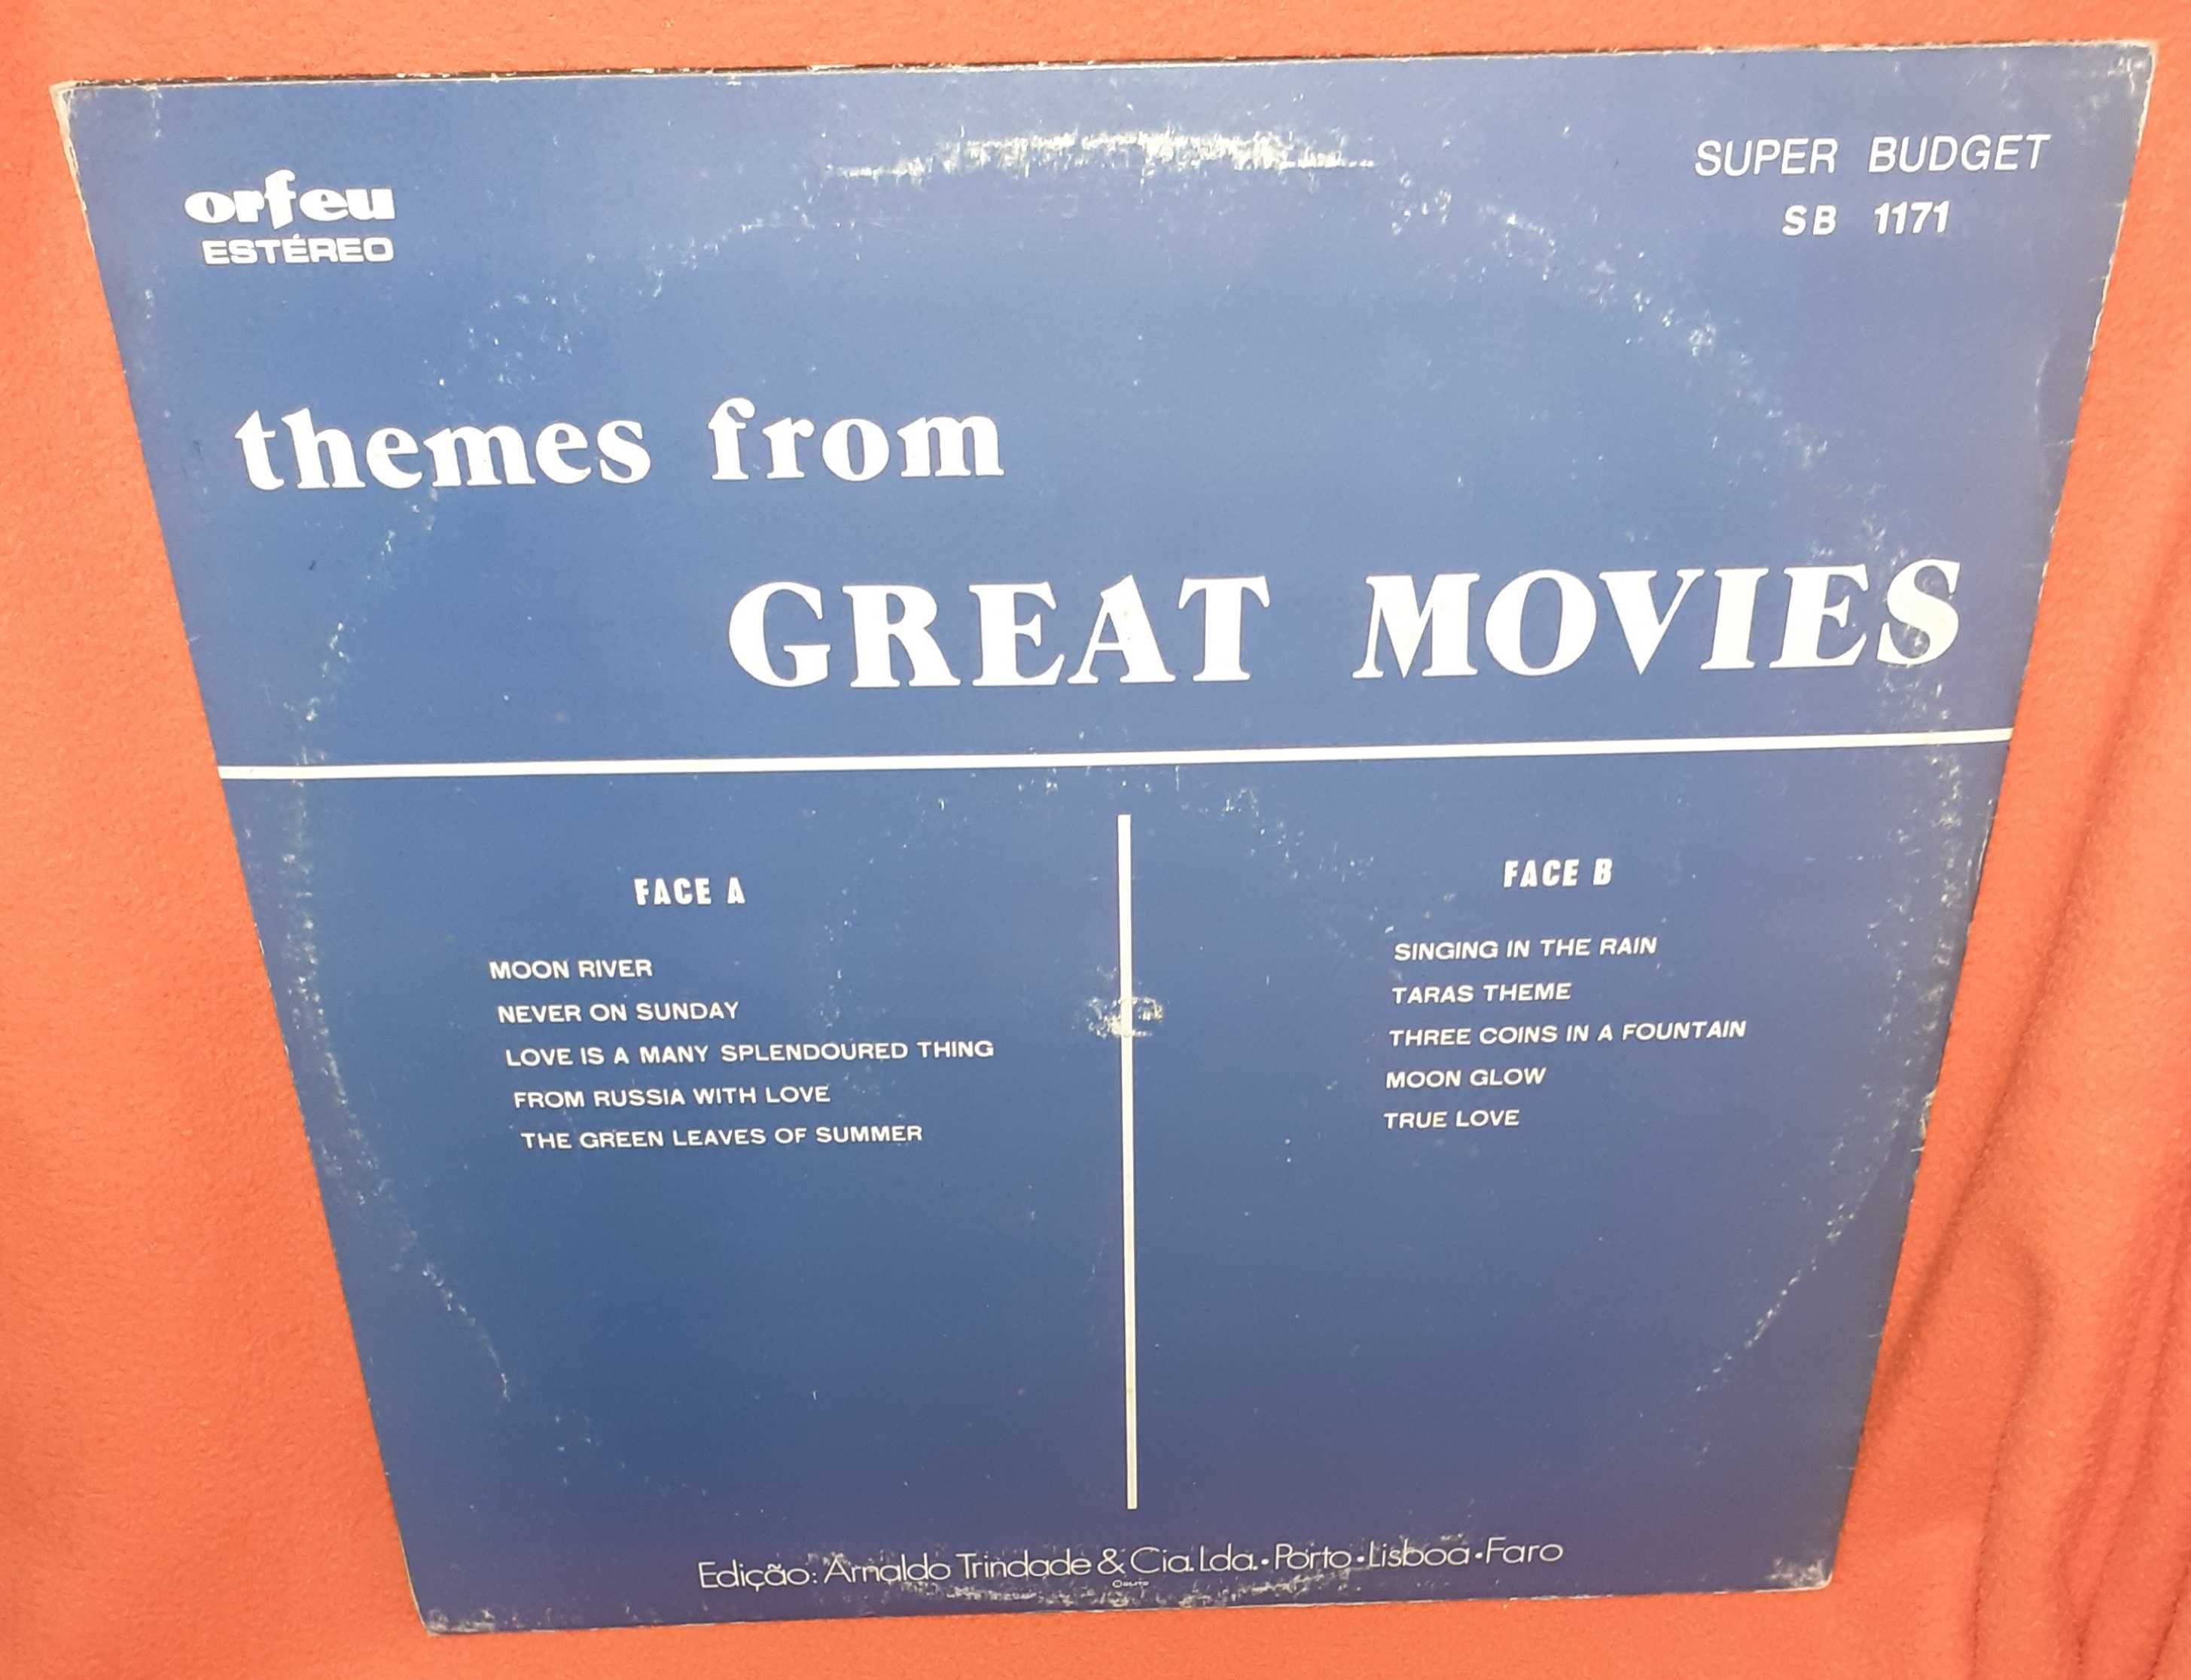 orfeu
ESTÉREO
SUPER BUDGET
SB 1171
themes from
GREAT MOVIES
FACE A
MOON RIVER
NEVER ON SUNDAY
LOVE IS A MANY SPLENDOURED THING
FROM RUSSIA WITH LOVE
THE GREEN LEAVES OF SUMMER
FACE B
SINGING IN THE RAIN
TARAS THEME
THREE COINS IN A FOUNTAIN
MOON GLOW
TRUE LOVE
Edição: Arnaldo Trindade & Cia. Lda. • Porto • Lisboa • Faro